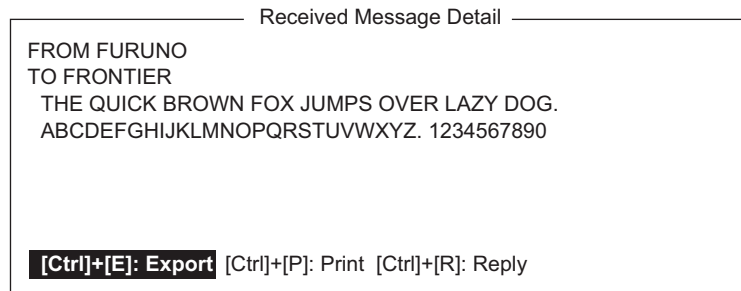 Received Message Detail
FROM FURUNO
TO FRONTIER
THE QUICK BROWN FOX JUMPS OVER LAZY DOG.
ABCDEFGHIJKLMNOPQRSTUVWXYZ. 1234567890
[Ctrl]+[E]: Export [Ctrl]+[P]: Print [Ctrl]+[R]: Reply